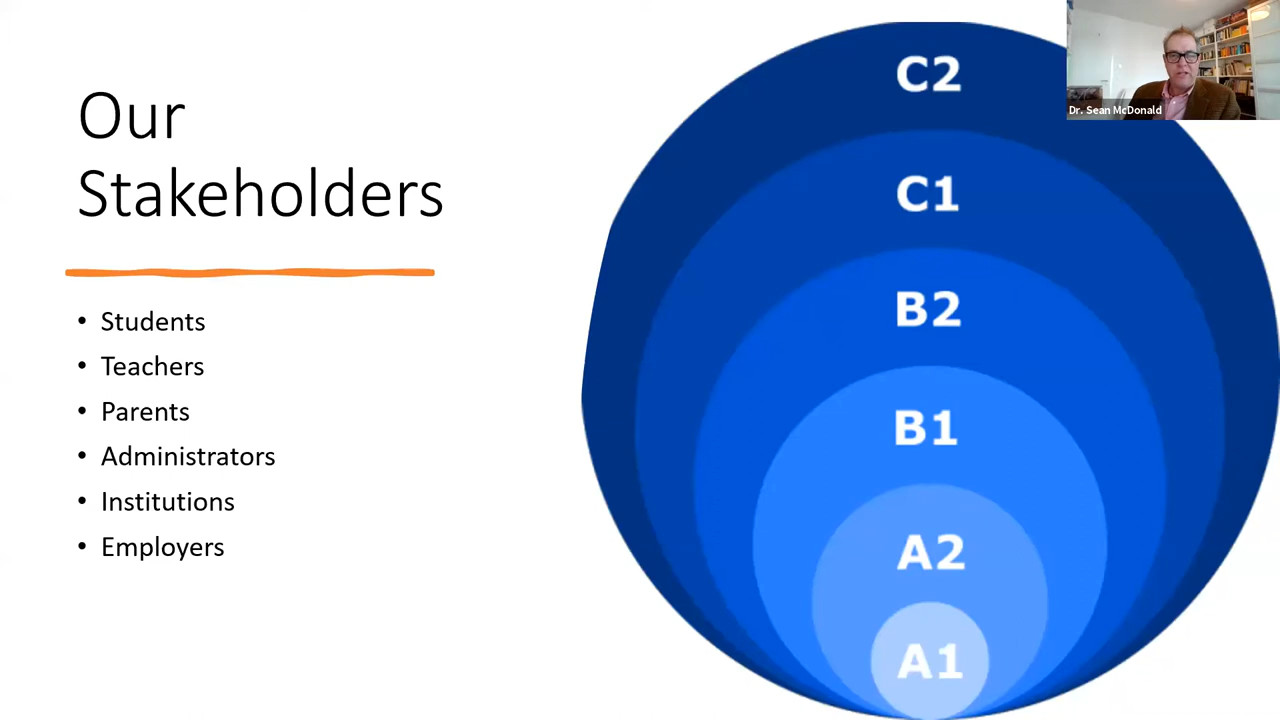 Our
Stakeholders
• Students
• Teachers
• Parents
• Administrators
• Institutions
• Employers
C2
C1
B2
B1
A2
A1
Dr. Sean McDonald